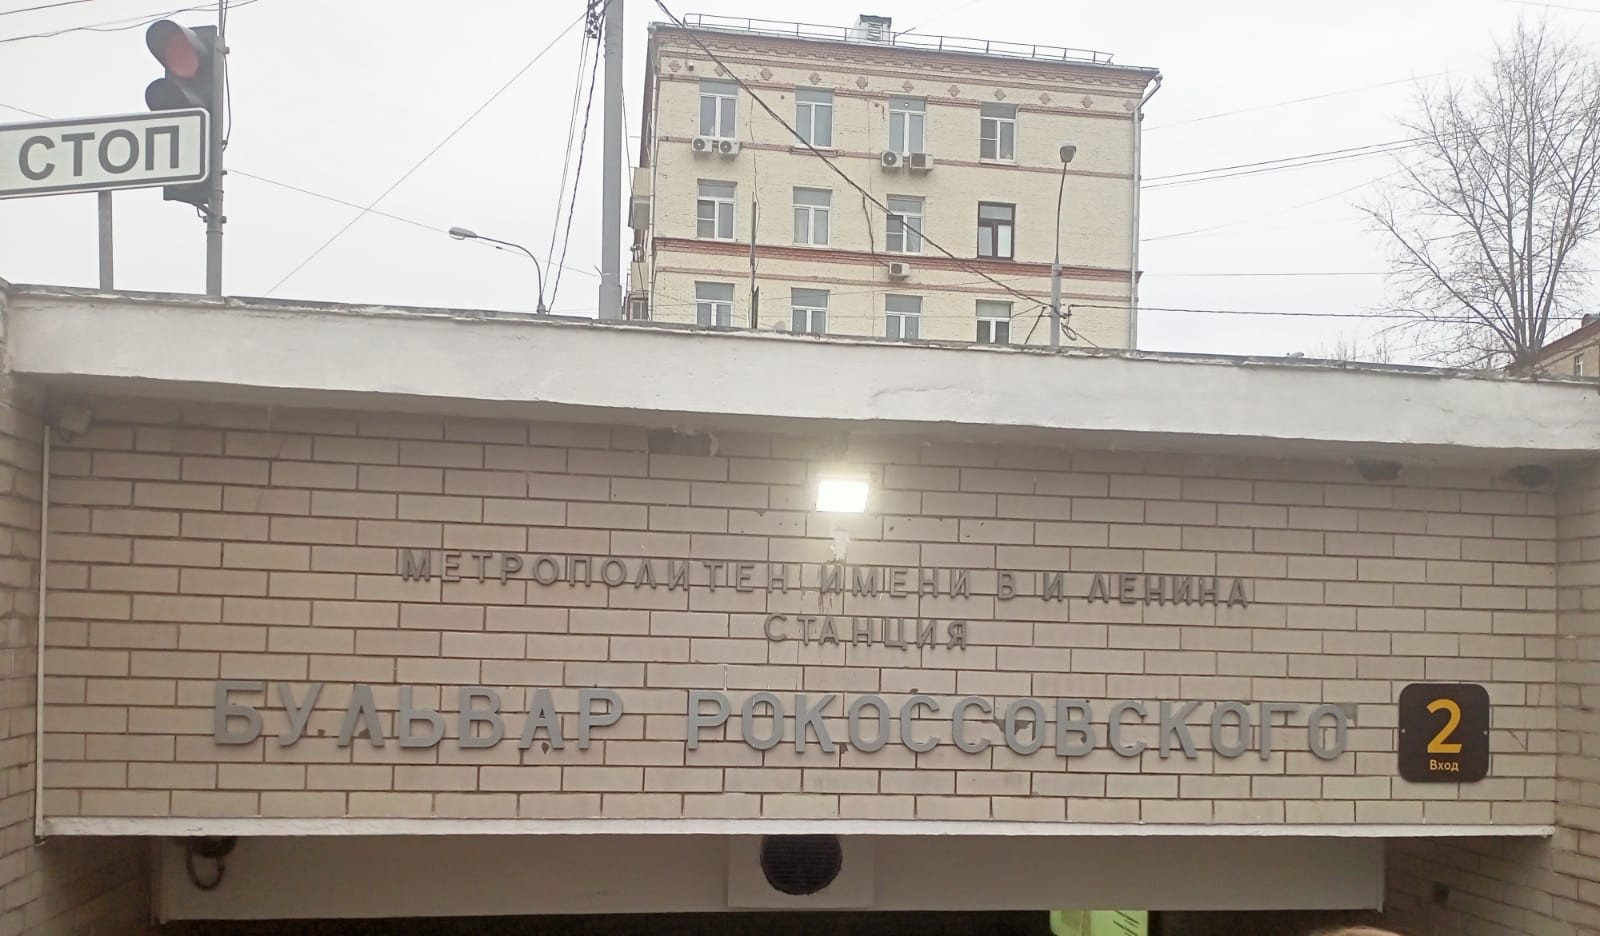 СТОП
МЕТРОПОЛИТЕН ИМЕНИ В И ЛЕНИНА
СТАНЦИЯ
БУЛЬВАР РОКОССОВСКОГО
2
Вход